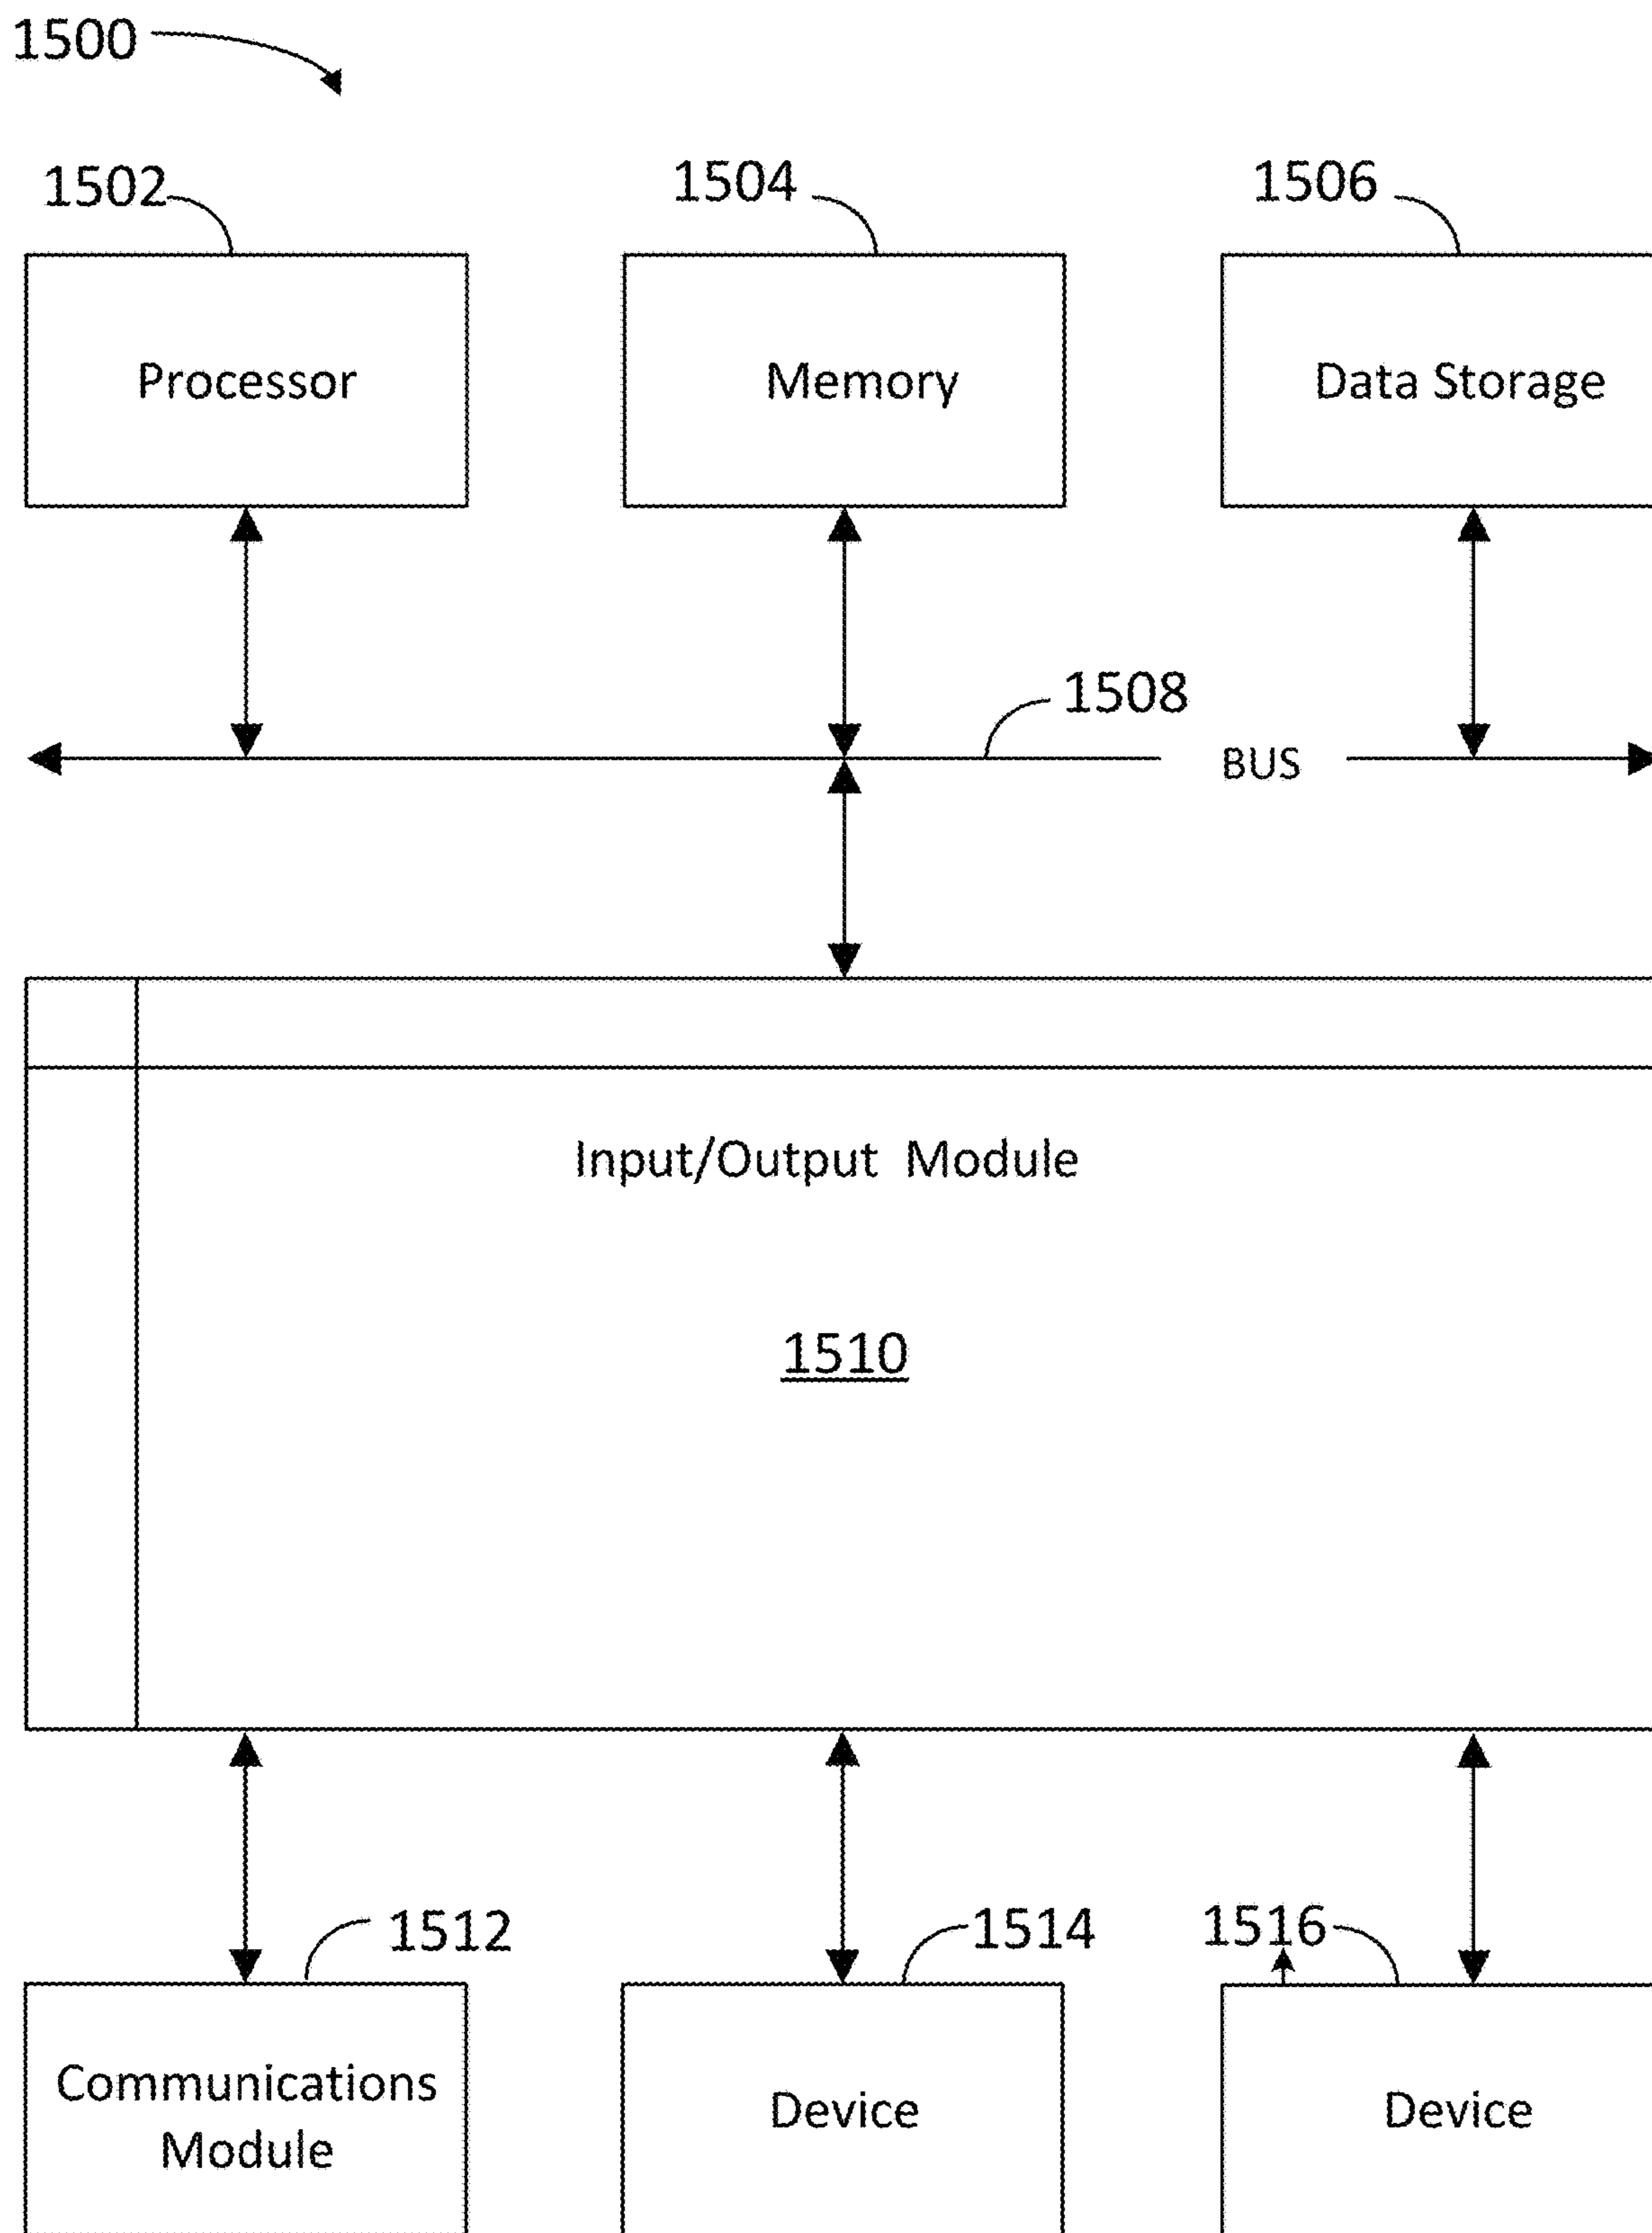 1500
1502
1504
1506
Processor
Memory
Data Storage
1508
BUS
Input/Output Module
1510
1512
1514
1516
Communications
Module
Device
Device